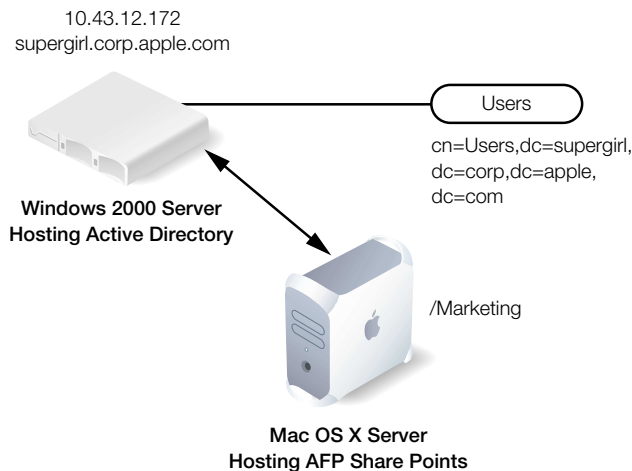 10.43.12.172
supergirl.corp.apple.com
Users
cn=Users,dc=supergirl,
dc=corp,dc=apple,
dc=com
Windows 2000 Server
Hosting Active Directory
/Marketing
Mac OS X Server
Hosting AFP Share Points